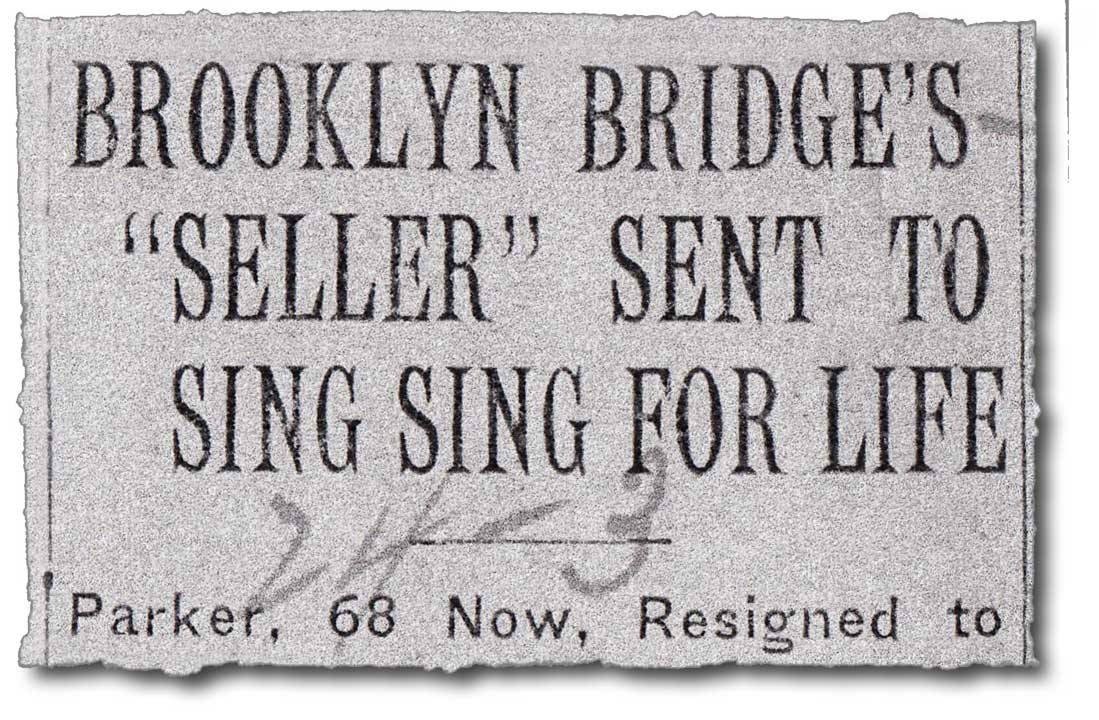 BROOKLYN BRIDGE'S
“SELLER” SENT TO
SING SING FOR LIFE
Parker, 68 Now, Resigned to